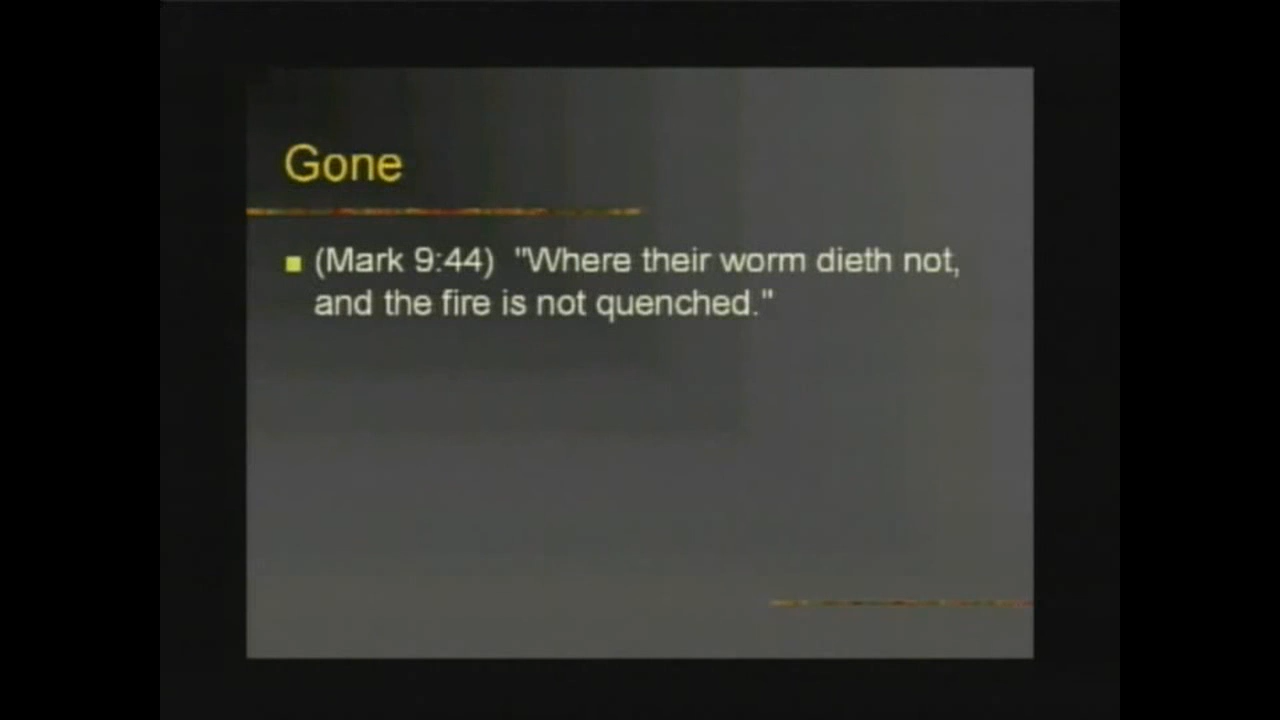 Gone
(Mark 9:44) "Where their worm dieth not,
and the fire is not quenched."